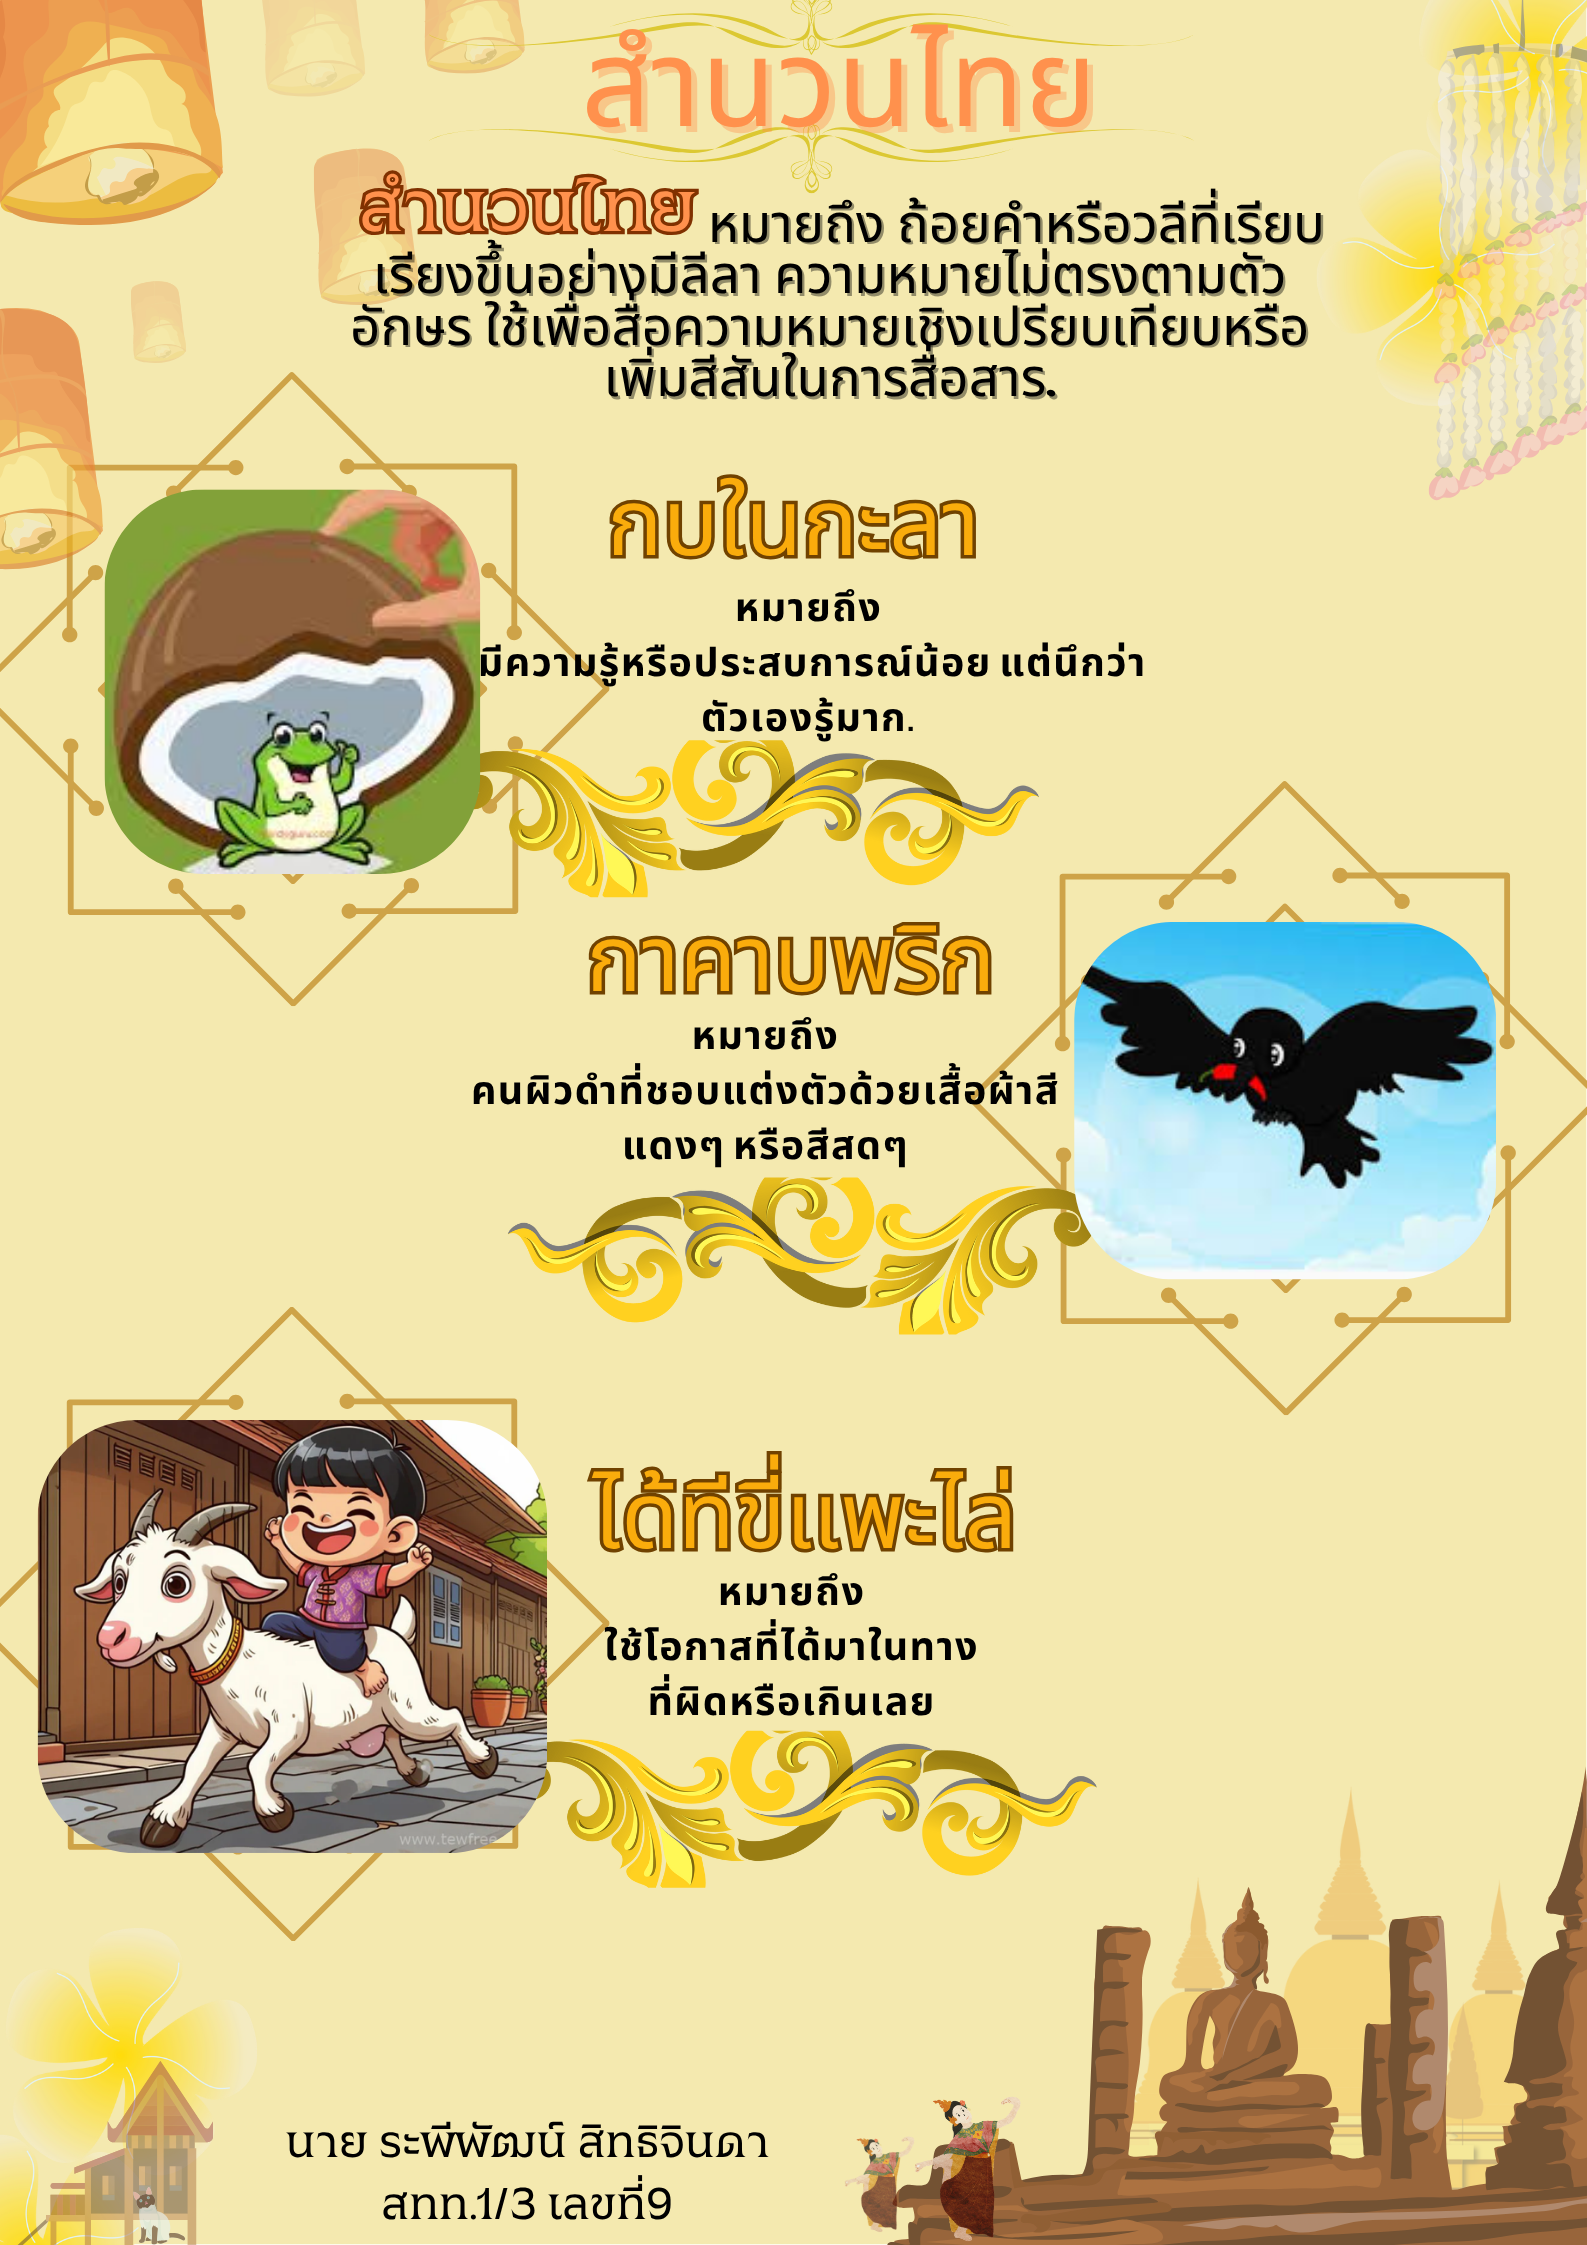 สำนวนไทย
สำนวนไทย หมายถึง ถ้อยคำหรือวลีที่เรียบ
เรียงขึ้นอย่างมีลีลา ความหมายไม่ตรงตามตัว
อักษร ใช้เพื่อสื่อความหมายเชิงเปรียบเทียบหรือ
เพิ่มสีสันในการสื่อสาร.
กบในกะลา
หมายถึง
มีความรู้หรือประสบการณ์น้อย แต่นึกว่า
ตัวเองรู้มาก.
กาคาบพริก
หมายถึง
คนผิวดำที่ชอบแต่งตัวด้วยเสื้อผ้าสี
แดงๆ หรือสีสดๆ
ได้ทีขี่แพะไล่
หมายถึง
ใช้โอกาสที่ได้มาในทาง
ที่ผิดหรือเกินเลย
www.tewfree
นาย ระพีพัฒน์ สิทธิจินดา
สทท.1/3 เลขที่9